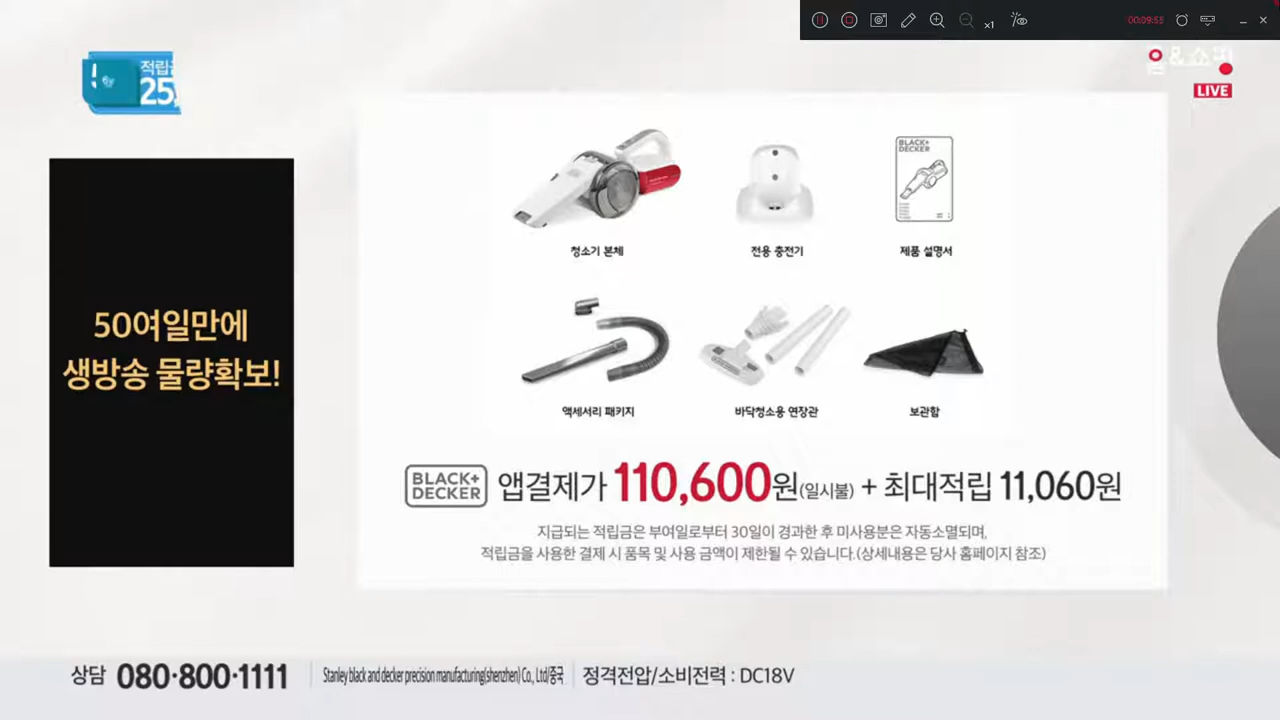 x1
00:09:55
적립금
25,
홈&쇼핑
LIVE
50여일만에
생방송 물량확보!
BLACK+
DECKER
청소기 본체
전용 충전기
제품 설명서
액세서리 패키지
바닥청소용 연장관
보관함
BLACK+
DECKER
앱결제가 110,600원(일시불) + 최대적립 11,060원
지급되는 적립금은 부여일로부터 30일이 경과한 후 미사용분은 자동소멸되며,
적립금을 사용한 결제 시 품목 및 사용 금액이 제한될 수 있습니다.(상세내용은 당사 홈페이지 참조)
상담 080·800·1111
Stanley black and decker precision manufacturing(shenzhen) Co., Ltd/중국
정격전압/소비전력 : DC18V